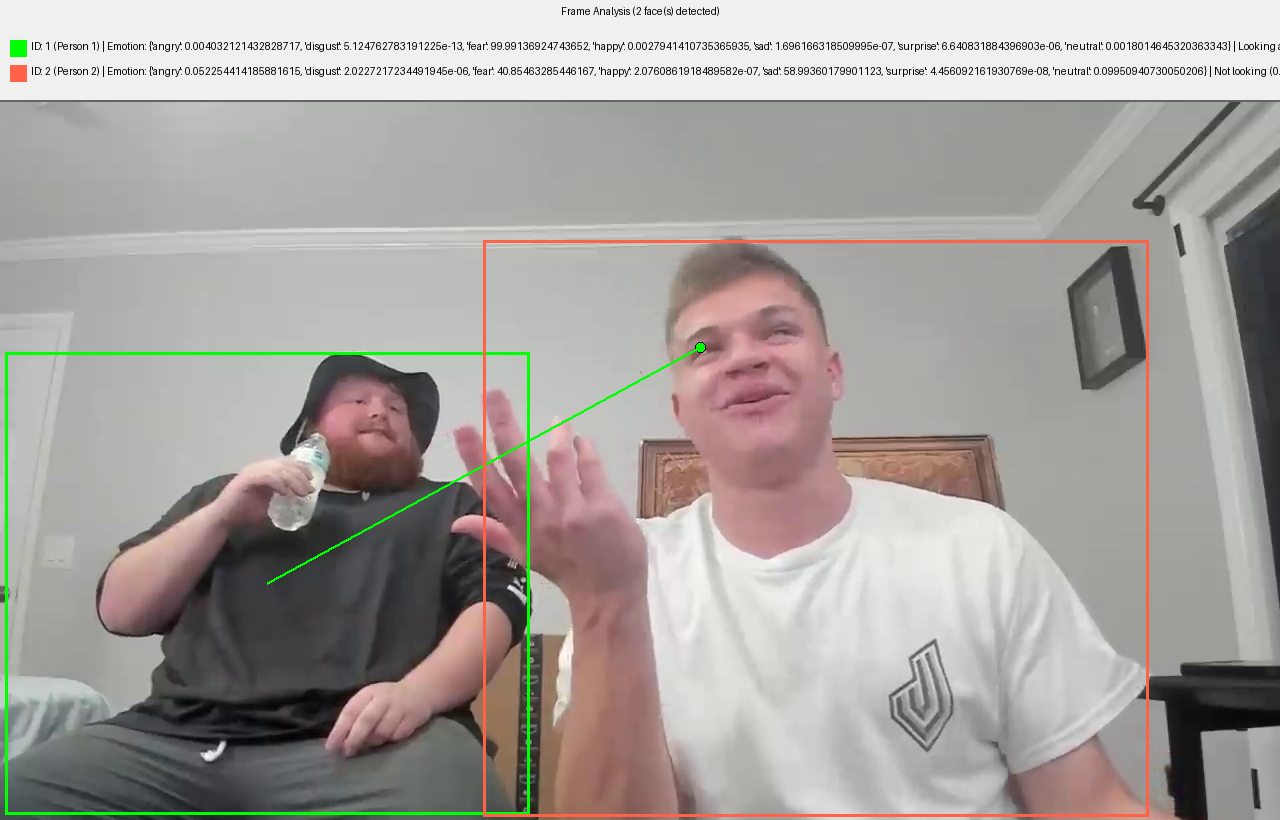 Frame Analysis (2 face(s) detected)
ID: 1 (Person 1) | Emotion: {'angry': 0.004032121432828717, 'disgust': 5.124762783191225e-13, 'fear': 99.99136924743652, 'happy': 0.0027941410735365935, 'sad': 1.696166318509995e-07, 'surprise': 6.640831884396903e-06, 'neutral': 0.0018014645320363343} | Looking
ID: 2 (Person 2) | Emotion: {'angry': 0.052254414185881615, 'disgust': 2.0227217234491945e-06, 'fear': 40.85463285446167, 'happy': 2.0760861918489582e-07, 'sad': 58.99360179901123, 'surprise': 4.456092161930769e-08, 'neutral': 0.09950940730050206} | Not looking (0.